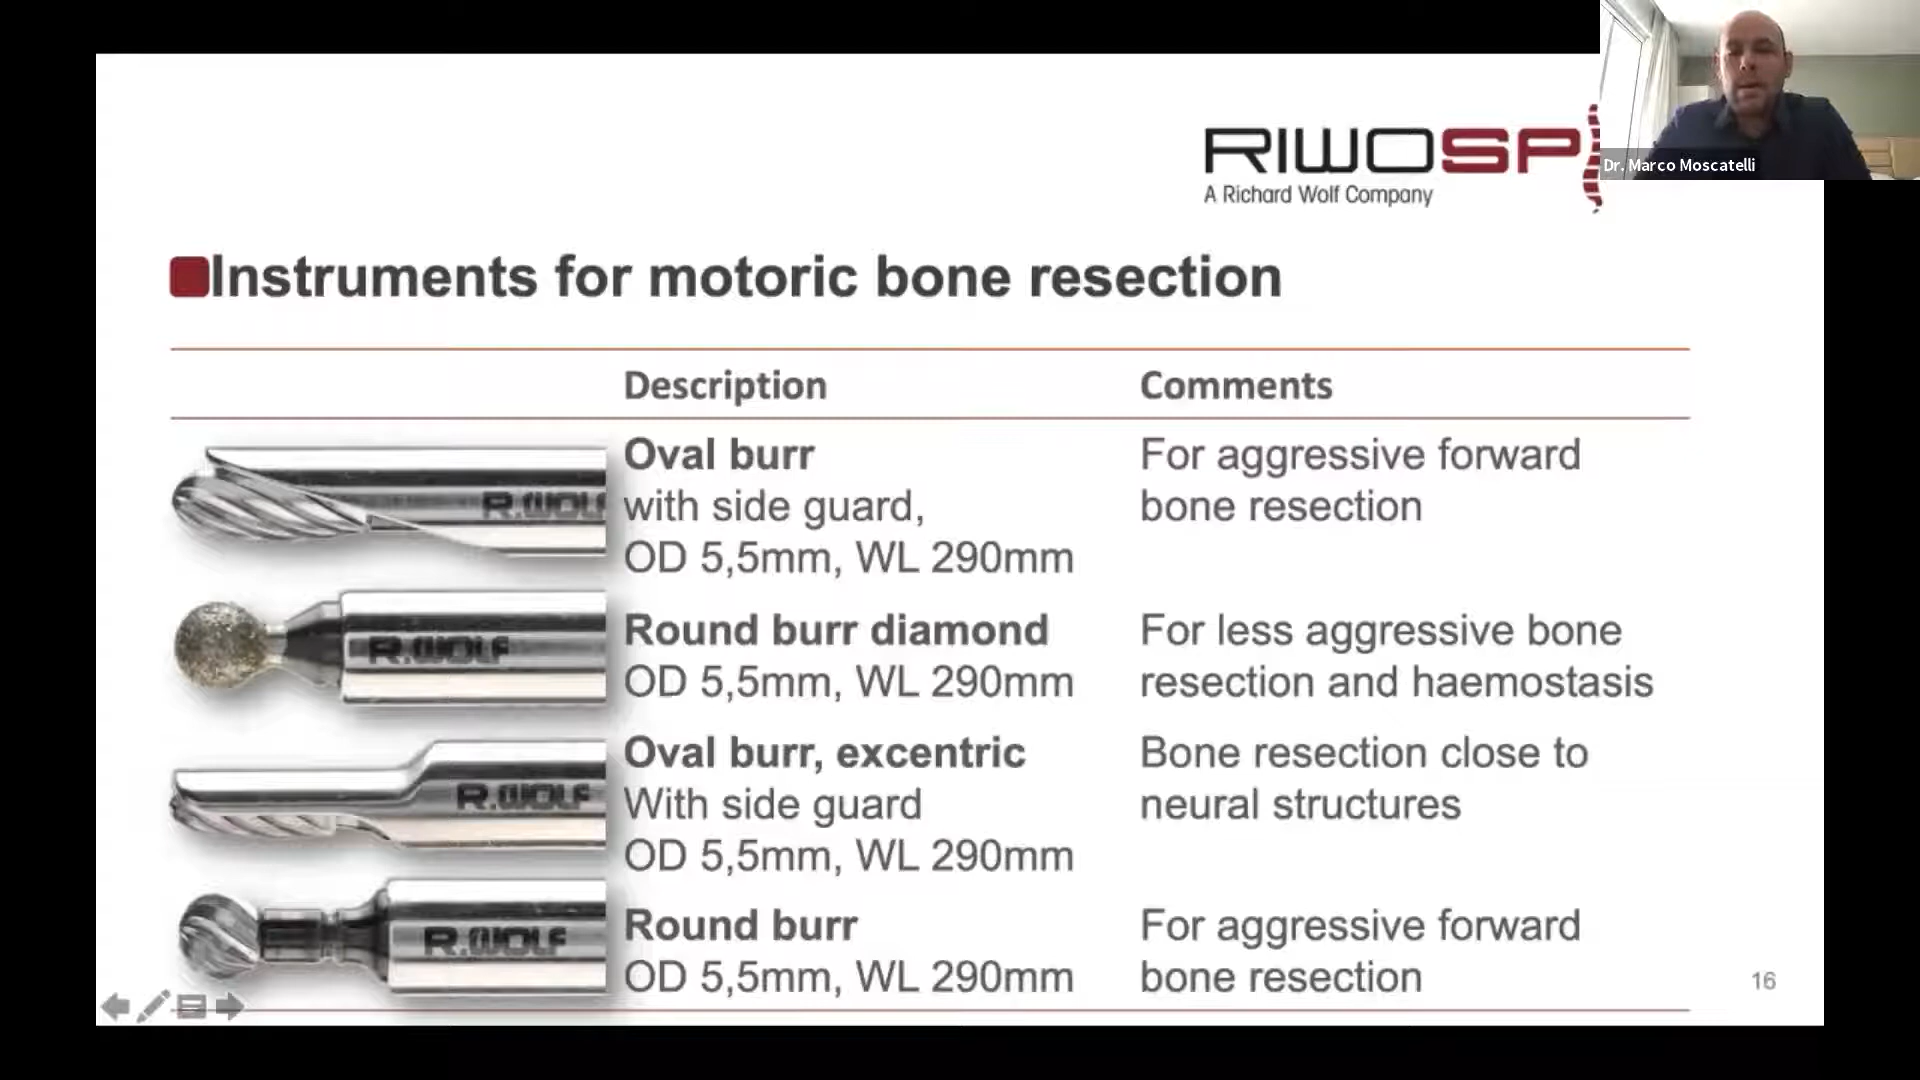 RIWOSP
A Richard Wolf Company
Dr. Marco Moscatelli
Instruments for motoric bone resection
Description Comments
R.WOLF
Oval burr
with side guard,
OD 5,5mm, WL 290mm
For aggressive forward
bone resection
R.WOLF
Round burr diamond
OD 5,5mm, WL 290mm
For less aggressive bone
resection and haemostasis
R.WOLF
Oval burr, excentric
With side guard
OD 5,5mm, WL 290mm
Bone resection close to
neural structures
R.WOLF
Round burr
OD 5,5mm, WL 290mm
For aggressive forward
bone resection
16